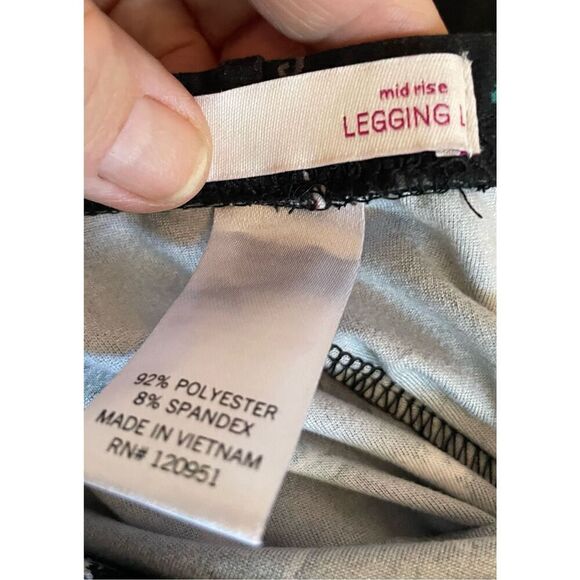 mid rise
LEGGING L
92% POLYESTER
8% SPANDEX
MADE IN VIETNAM
RN# 120951